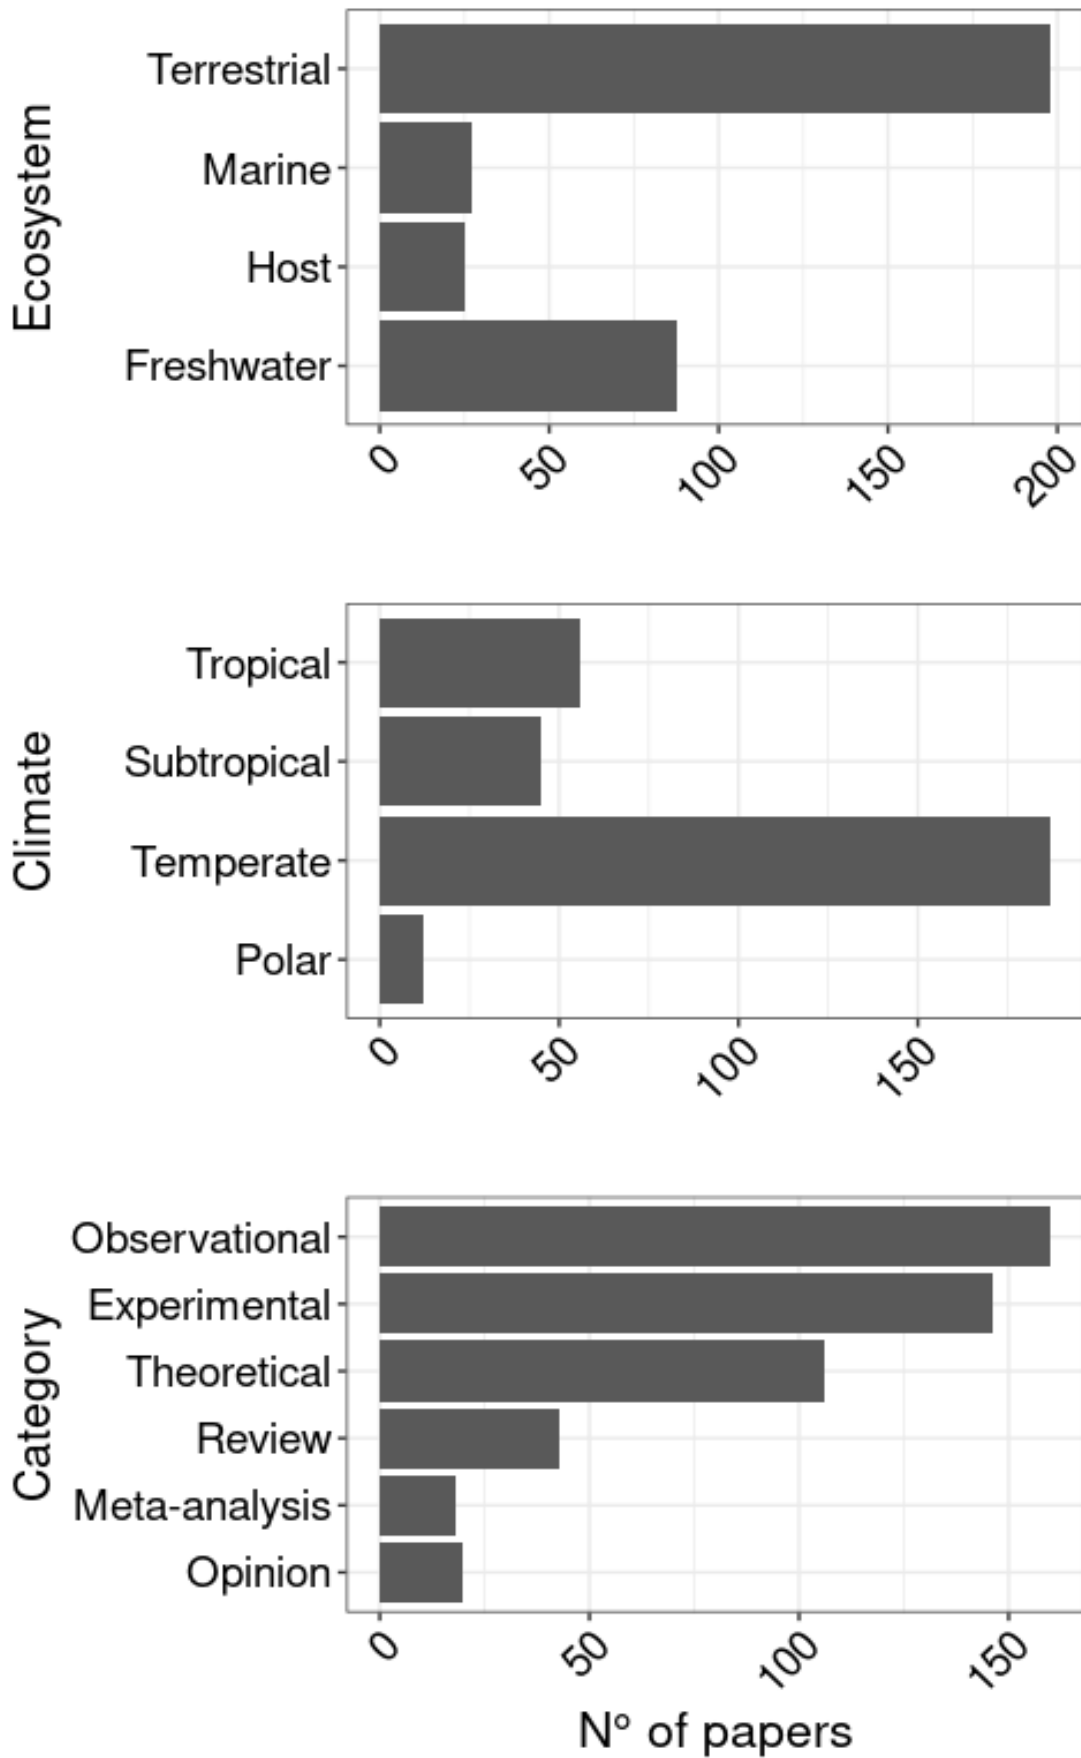 Ecosystem
Terrestrial
Marine
Host
Freshwater
0 50 100 150 200
Climate
Tropical
Subtropical
Temperate
Polar
0 50 100 150
Category
Observational
Experimental
Theoretical
Review
Meta-analysis
Opinion
0 50 100 150
N° of papers